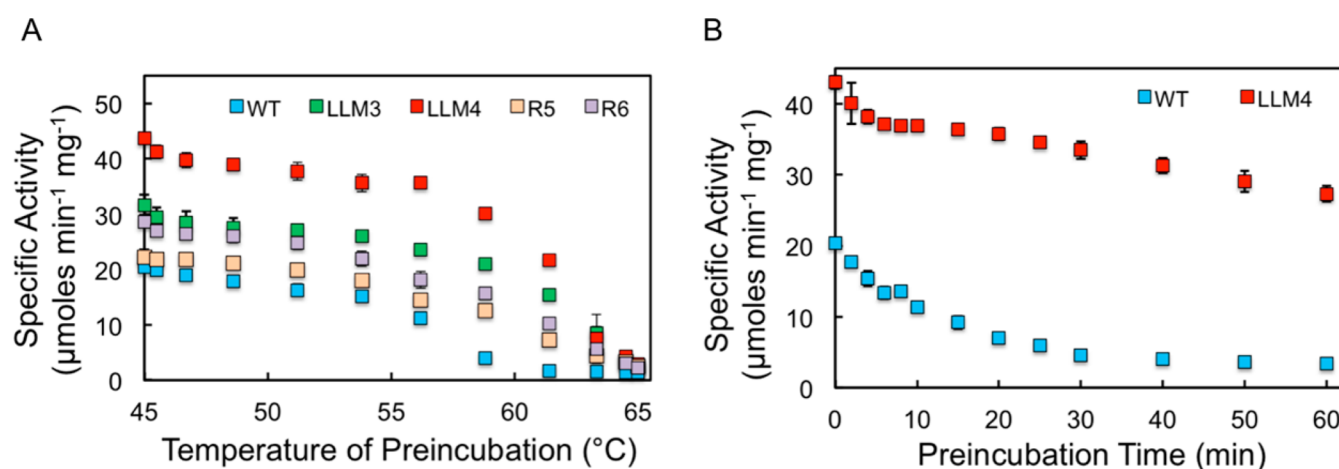 A
Specific Activity
(µmoles min-1 mg-1)
50
40
30
20
10
0
WT LLM3 LLM4 R5 R6
45 50 55 60 65
Temperature of Preincubation (°C)
B
Specific Activity
(µmoles min-1 mg-1)
40
30
20
10
0
WT LLM4
0 10 20 30 40 50 60
Preincubation Time (min)